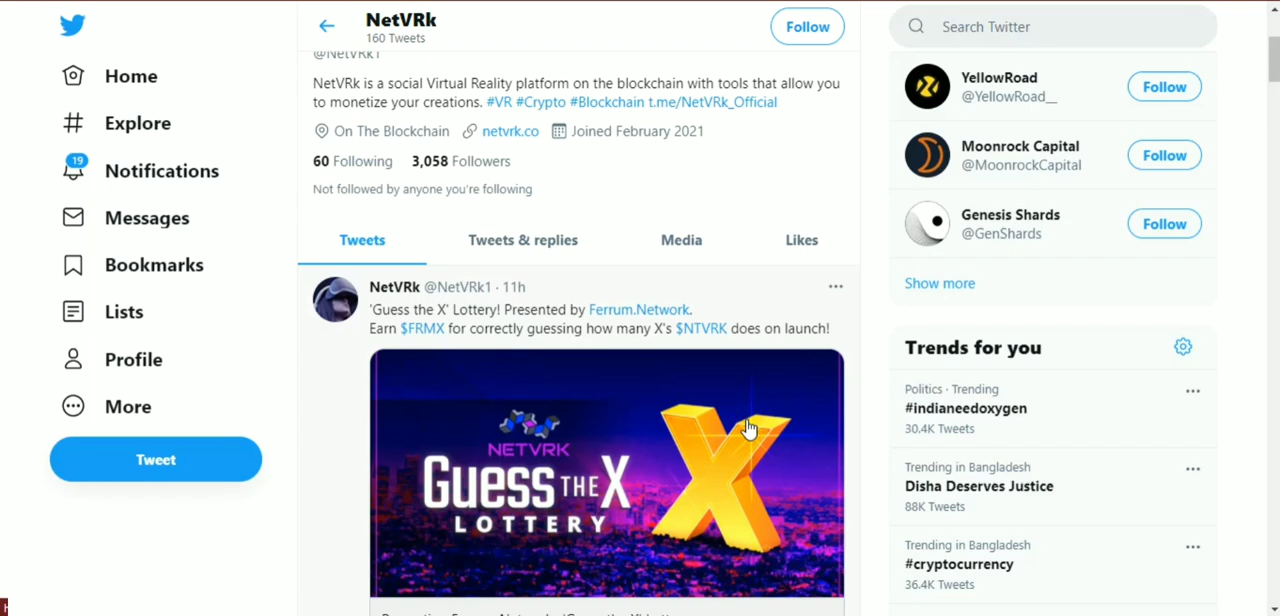 Home
Explore
19
Notifications
Messages
Bookmarks
Lists
Profile
More
Tweet
NetVRk
160 Tweets
Follow
@NetVRk1
NetVRk is a social Virtual Reality platform on the blockchain with tools that allow you
to monetize your creations. #VR #Crypto #Blockchain t.me/NetVRk_Official
On The Blockchain netvrk.co Joined February 2021
60 Following 3,058 Followers
Not followed by anyone you're following
Tweets Tweets & replies Media Likes
NetVRk @NetVRk1 · 11h
'Guess the X' Lottery! Presented by Ferrum.Network.
Earn $FRMX for correctly guessing how many X's $NTVRK does on launch!
NETVRK
GUESS THE X
LOTTERY
X
Search Twitter
YellowRoad
@YellowRoad__
Follow
Moonrock Capital
@MoonrockCapital
Follow
Genesis Shards
@GenShards
Follow
Show more
Trends for you
Politics · Trending
#indianeedoxygen
30.4K Tweets
Trending in Bangladesh
Disha Deserves Justice
88K Tweets
Trending in Bangladesh
#cryptocurrency
36.4K Tweets